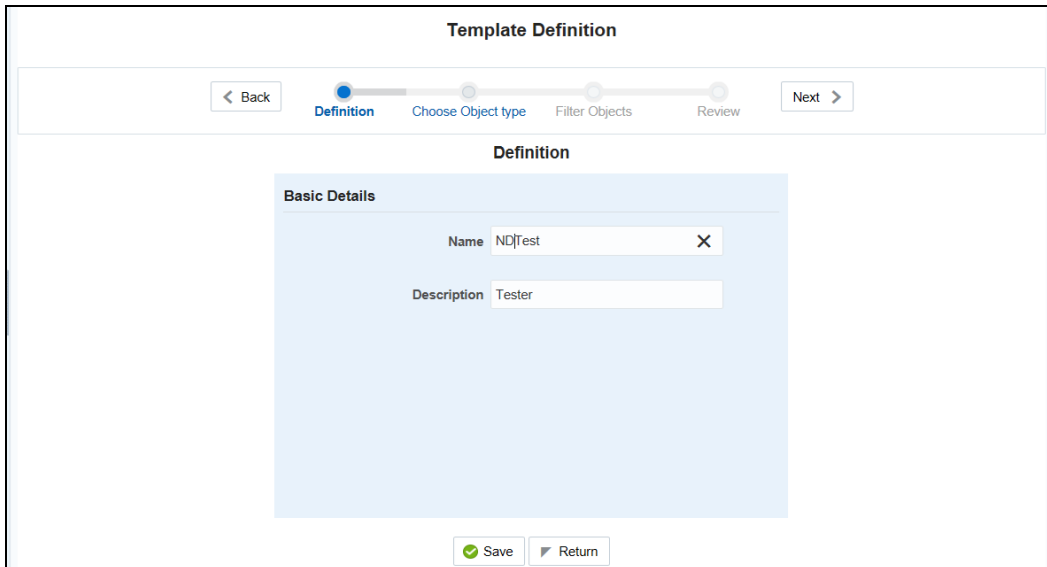 Template Definition
Back
Next
Definition Choose Object type Filter Objects Review
Definition
Basic Details
Name NDTest
Description Tester
Save Return